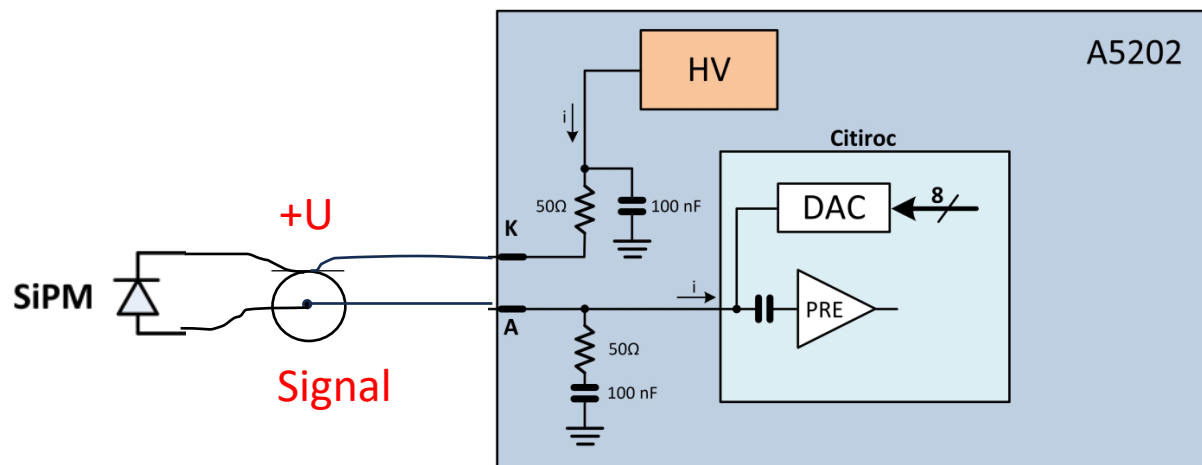 A5202
HV
i
Citiroc
50Ω
100 nF
DAC
8
+U
K
SiPM
i
A
PRE
50Ω
Signal
100 nF